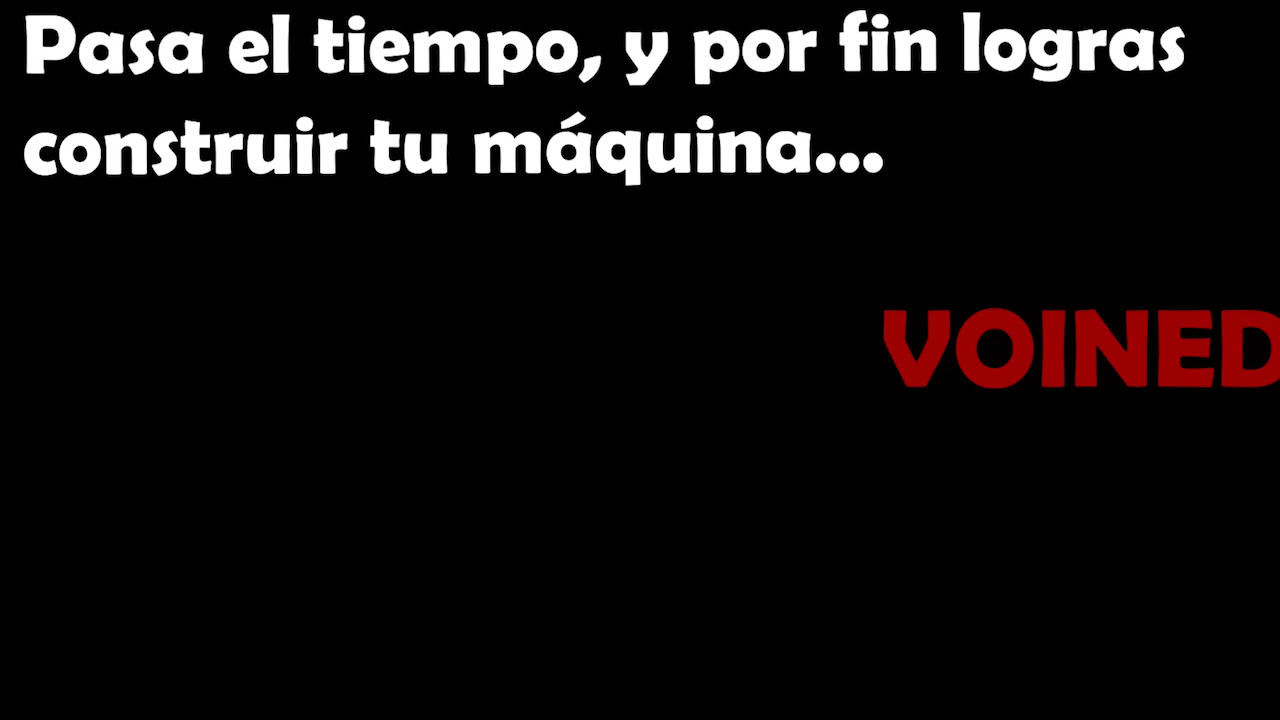 Pasa el tiempo, y por fin logras
construir tu máquina...
VOINED